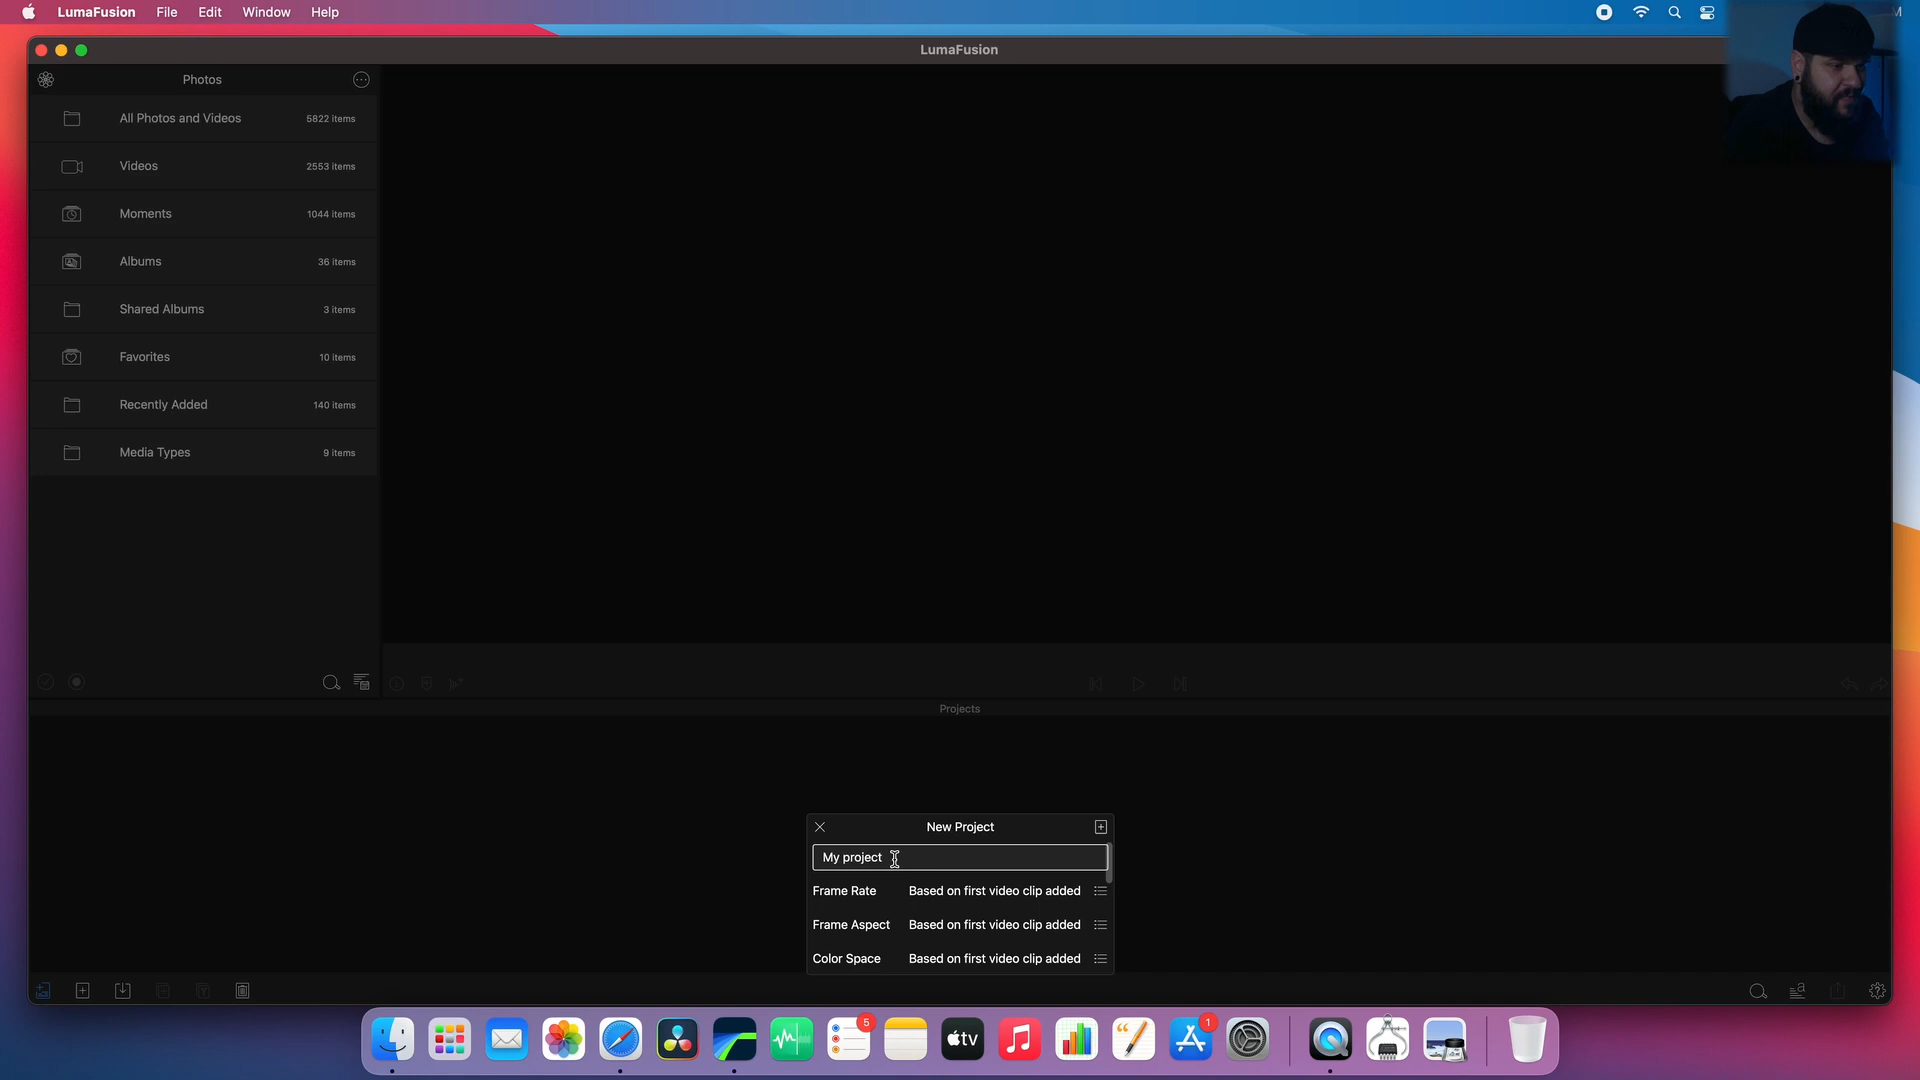 LumaFusion File Edit Window Help
LumaFusion
Photos
All Photos and Videos 5822 items
Videos 2553 items
Moments 1044 items
Albums 36 items
Shared Albums 3 items
Favorites 10 items
Recently Added 140 items
Media Types 9 items
Projects
New Project
My project
Frame Rate Based on first video clip added
Frame Aspect Based on first video clip added
Color Space Based on first video clip added
5
tv
1